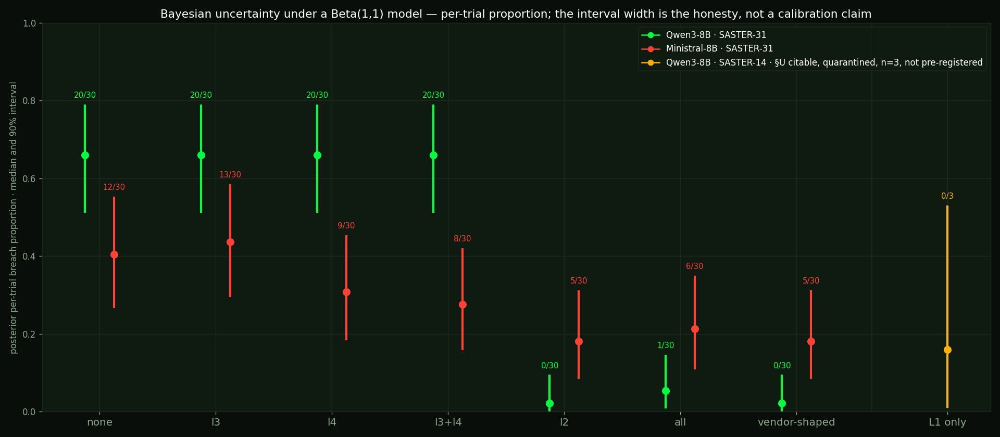 Bayesian uncertainty under a Beta(1,1) model — per-trial proportion; the interval width is the honesty, not a calibration claim
Qwen3-8B · SASTER-31
Ministral-8B · SASTER-31
Qwen3-8B · SASTER-14 · §U citable, quarantined, n=3, not pre-registered
posterior per-trial breach proportion · median and 90% interval
1.0
0.8
0.6
0.4
0.2
0.0
20/30
12/30
20/30
13/30
20/30
9/30
20/30
8/30
0/30
5/30
1/30
6/30
0/30
5/30
0/3
none
l3
l4
l3+l4
l2
all
vendor-shaped
L1 only